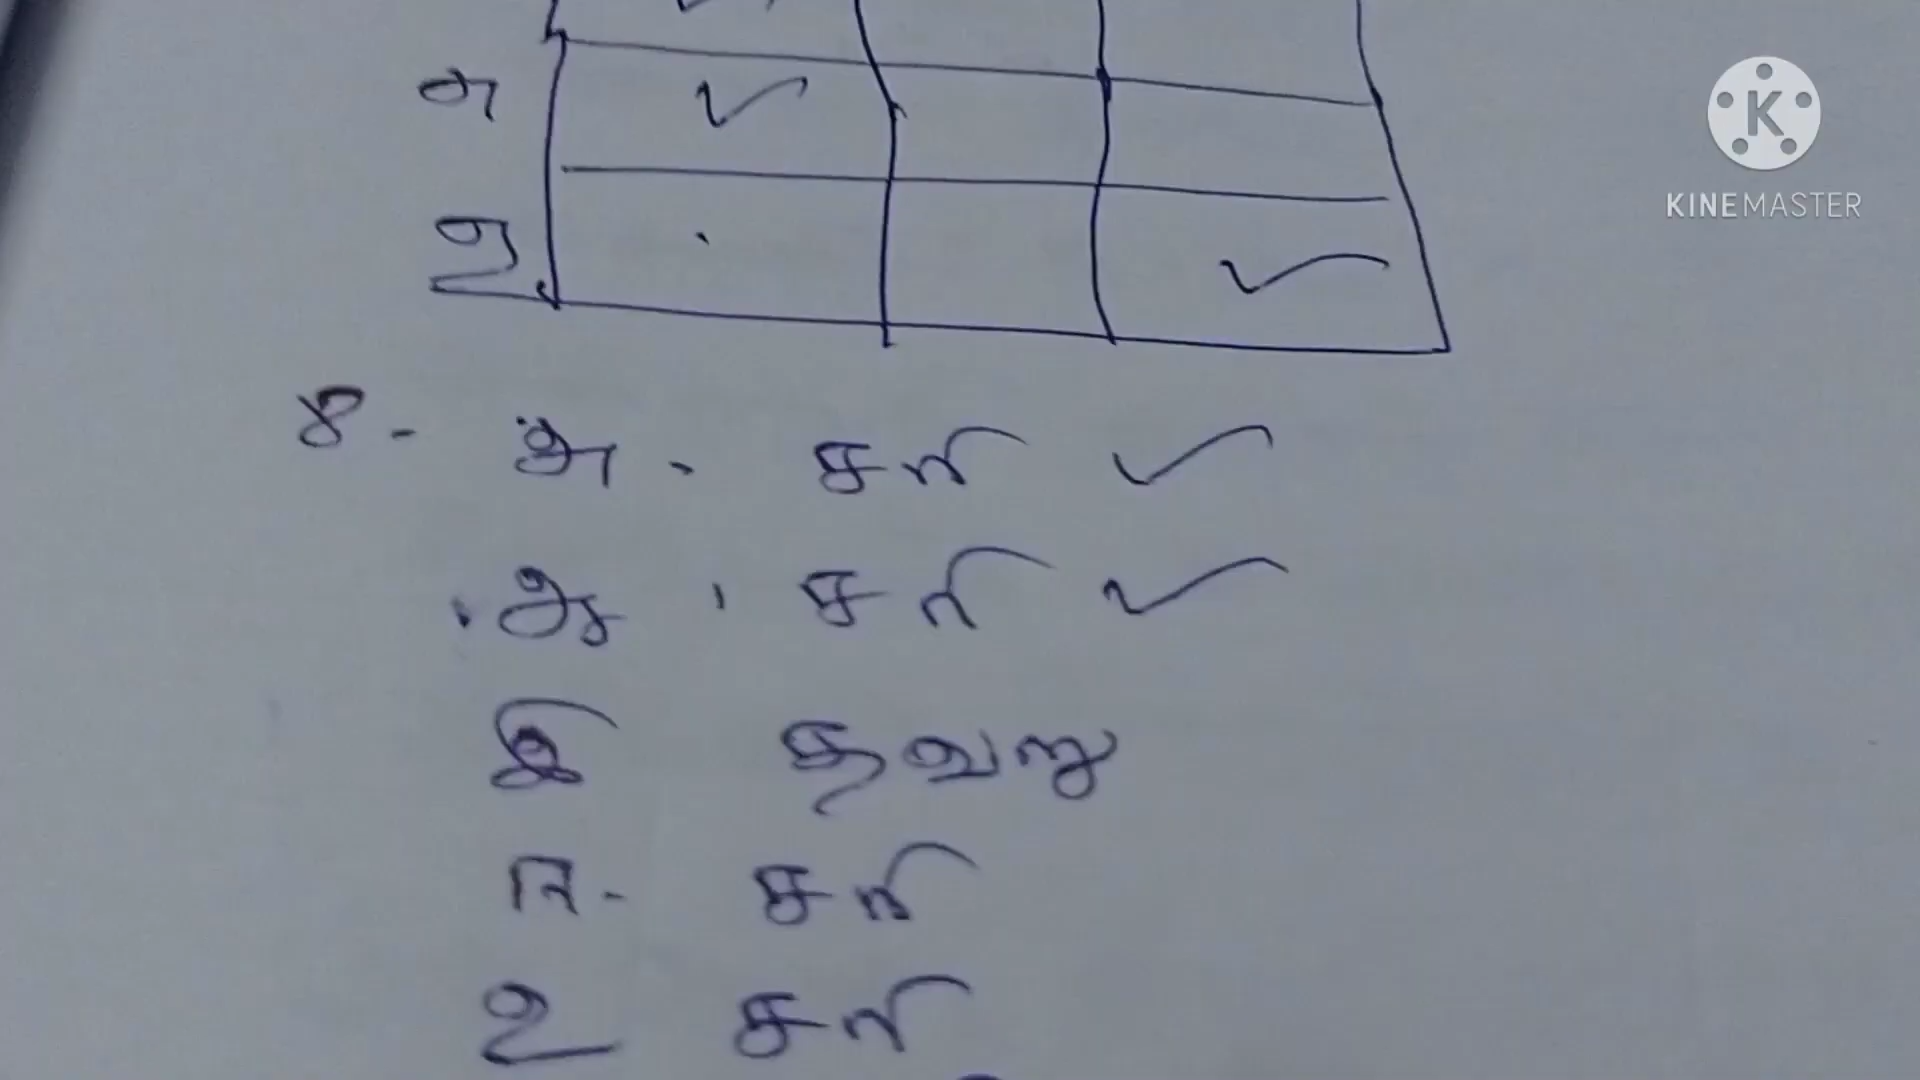 எ ✓
ஏ ✓
KINEMASTER
8 - அ - சரி ✓
ஆ சரி ✓
இ தவறு
ஈ - சரி
உ சரி